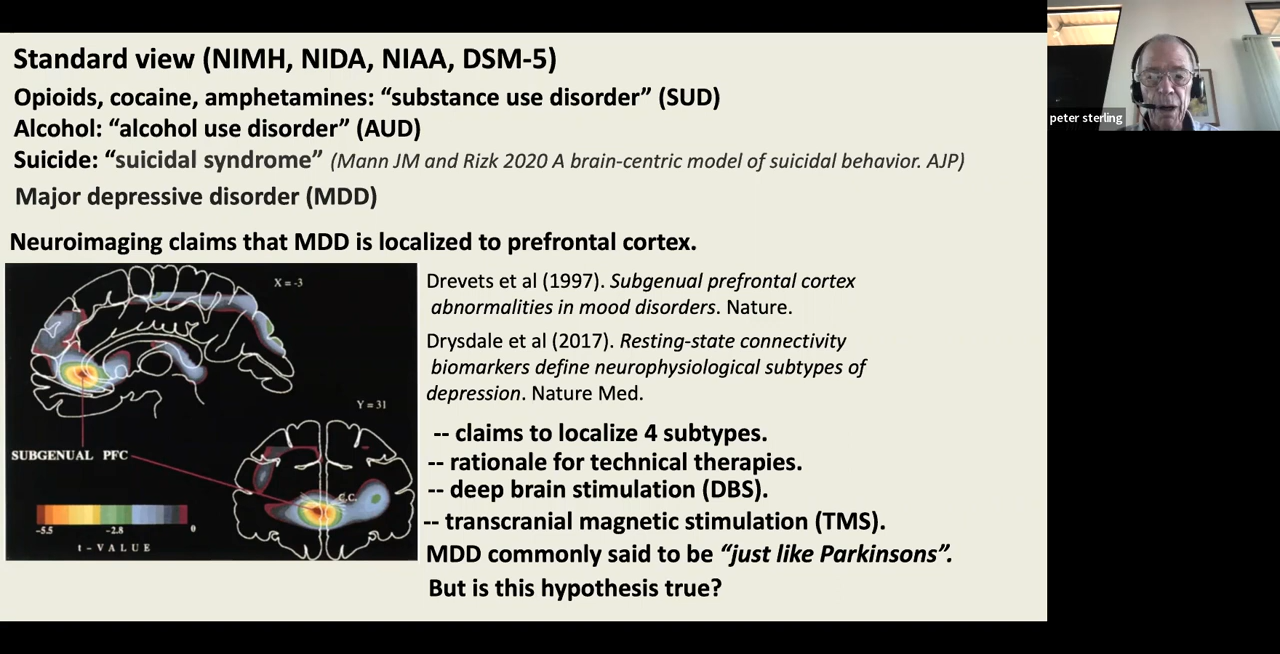 Standard view (NIMH, NIDA, NIAA, DSM-5)
Opioids, cocaine, amphetamines: “substance use disorder” (SUD)
Alcohol: “alcohol use disorder” (AUD)
Suicide: “suicidal syndrome” (Mann JM and Rizk 2020 A brain-centric model of suicidal behavior. AJP)
Major depressive disorder (MDD)
Neuroimaging claims that MDD is localized to prefrontal cortex.
X = -3
Y = 31
SUBGENUAL PFC
C.C.
-5.5 -2.8 0
t - VALUE
Drevets et al (1997). Subgenual prefrontal cortex
abnormalities in mood disorders. Nature.
Drysdale et al (2017). Resting-state connectivity
biomarkers define neurophysiological subtypes of
depression. Nature Med.
-- claims to localize 4 subtypes.
-- rationale for technical therapies.
-- deep brain stimulation (DBS).
-- transcranial magnetic stimulation (TMS).
MDD commonly said to be “just like Parkinsons”.
But is this hypothesis true?
peter sterling